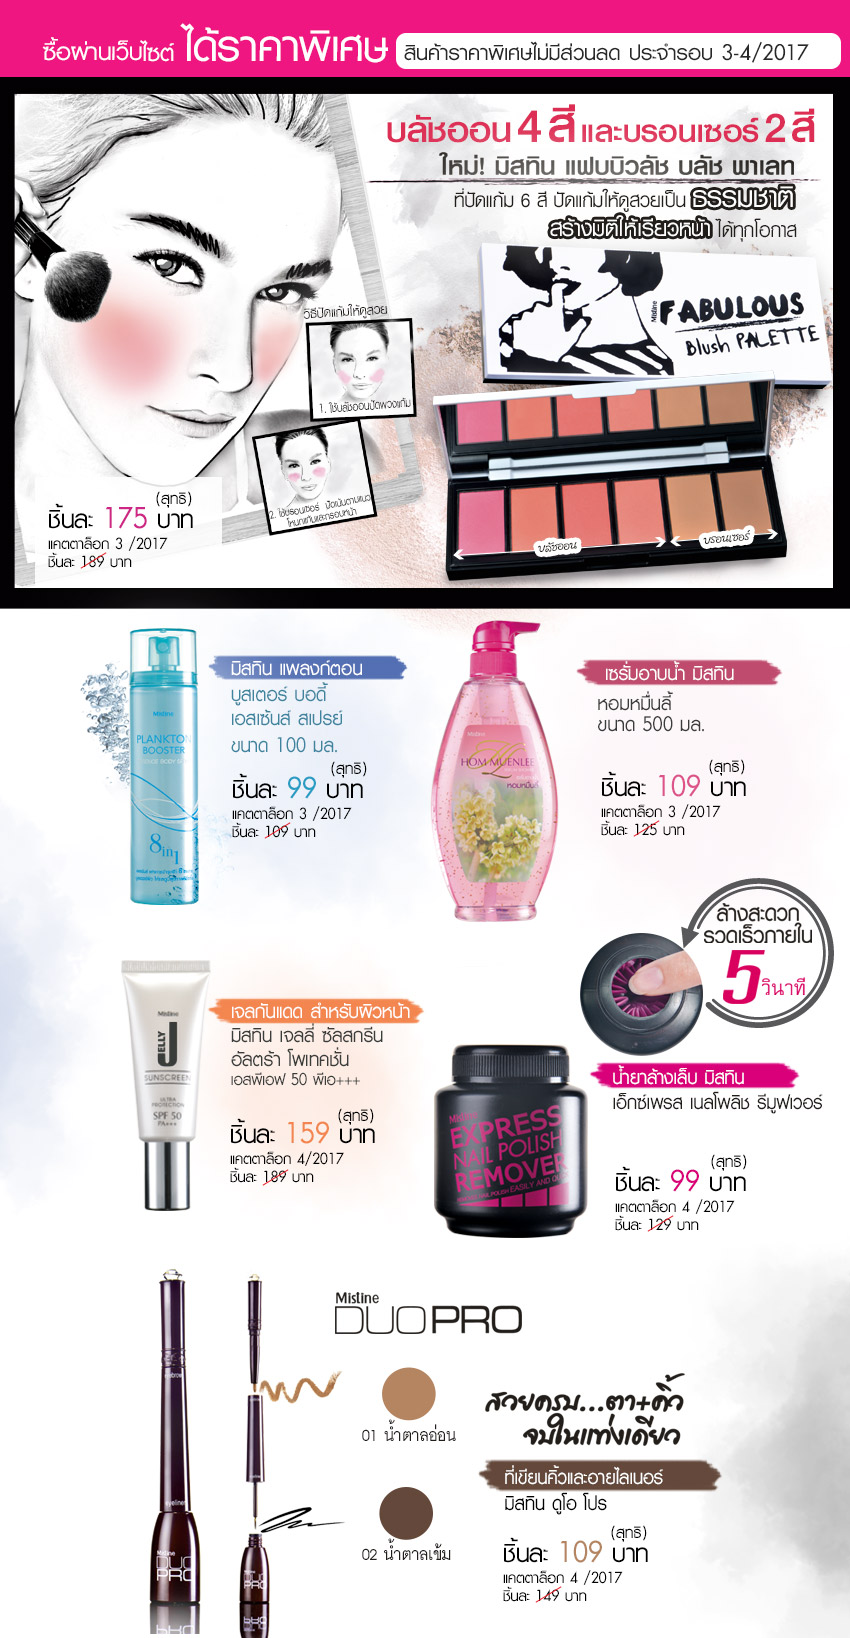 ซื้อผ่านเว็บไซต์ ได้ราคาพิเศษ สินค้าราคาพิเศษไม่มีส่วนลด ประจำรอบ 3-4/2017
บลัชออน 4 สี และบรอนเซอร์ 2 สี
ใหม่! มิสทิน แฟบบิวลัช บลัช พาเลท
ที่ปัดแก้ม 6 สี ปัดแก้มให้ดูสวยเป็น ธรรมชาติ
สร้างมิติให้เรียวหน้า ได้ทุกโอกาส
Mistine
FABULOUS
Blush PALETTE
วิธีปัดแก้มให้ดูสวย
1. ใช้บลัชออนปัดพวงแก้ม
2. ใช้บรอนเซอร์ ปัดเน้นตามแนว
โหนกแก้มและกรอบหน้า
บลัชออน
บรอนเซอร์
(สุทธิ)
ชิ้นละ 175 บาท
แคตตาล็อก 3 /2017
ชิ้นละ 189 บาท
Mistine
PLANKTON
BOOSTER
8in1
มิสทิน แพลงก์ตอน
บูสเตอร์ บอดี้
เอสเซ้นส์ สเปรย์
ขนาด 100 มล.
(สุทธิ)
ชิ้นละ 99 บาท
แคตตาล็อก 3 /2017
ชิ้นละ 109 บาท
Mistine
HOM MUENLEE
หอมหมื่นลี้
เซรั่มอาบน้ำ มิสทิน
หอมหมื่นลี้
ขนาด 500 มล.
(สุทธิ)
ชิ้นละ 109 บาท
แคตตาล็อก 3 /2017
ชิ้นละ 125 บาท
ล้างสะดวก
รวดเร็วภายใน
5 วินาที
Mistine
JELLY
SUNSCREEN
ULTRA
PROTECTION
SPF 50
PA+++
เจลกันแดด สำหรับผิวหน้า
มิสทิน เจลลี่ ซัลสกรีน
อัลตร้า โพเทคชั่น
เอสพีเอฟ 50 พีเอ+++
(สุทธิ)
ชิ้นละ 159 บาท
แคตตาล็อก 4/2017
ชิ้นละ 189 บาท
Mistine
EXPRESS
NAIL POLISH
REMOVER
น้ำยาล้างเล็บ มิสทิน
เอ็กซ์เพรส เนลโพลิช รีมูฟเวอร์
(สุทธิ)
ชิ้นละ 99 บาท
แคตตาล็อก 4 /2017
ชิ้นละ 129 บาท
Mistine
DUO PRO
eyebrow
eyeliner
Mistine
DUO
PRO
DUO
PRO
01 น้ำตาลอ่อน
02 น้ำตาลเข้ม
สวยครบ...ตา+คิ้ว
จบในแท่งเดียว
ที่เขียนคิ้วและอายไลเนอร์
มิสทิน ดูโอ โปร
(สุทธิ)
ชิ้นละ 109 บาท
แคตตาล็อก 4 /2017
ชิ้นละ 149 บาท